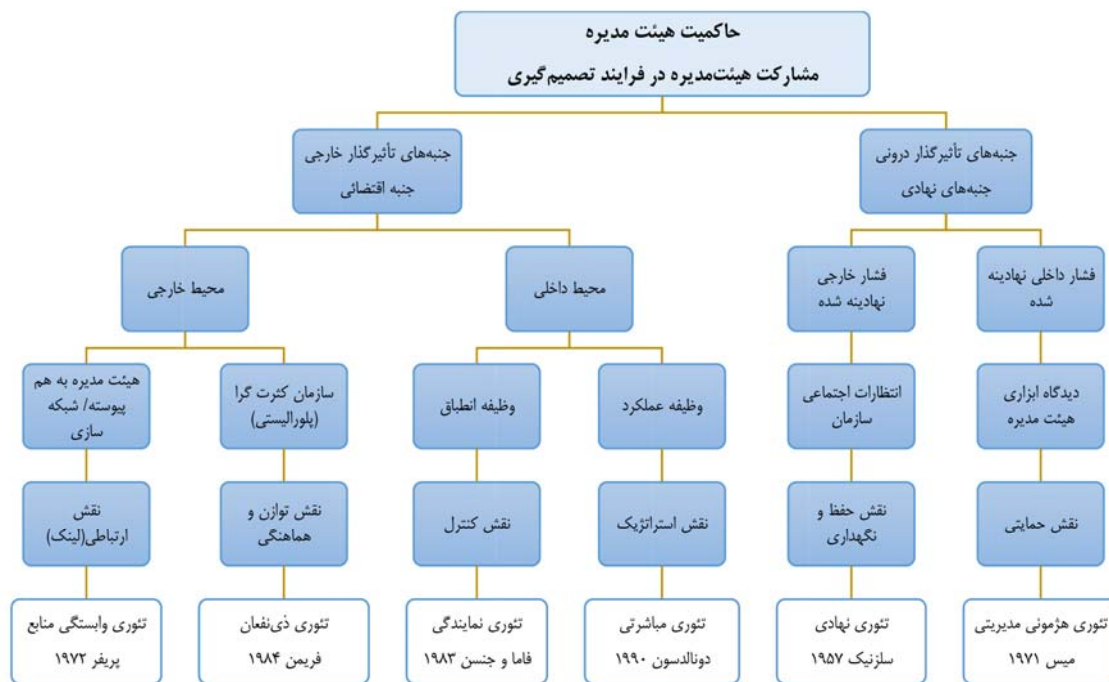 حاکمیت هیئت مدیره
مشارکت هیئت‌مدیره در فرایند تصمیم‌گیری
جنبه‌های تأثیرگذار درونی
جنبه‌های نهادی
جنبه‌های تأثیرگذار خارجی
جنبه اقتضائی
فشار داخلی نهادینه
شده
فشار خارجی
نهادینه شده
محیط داخلی
محیط خارجی
دیدگاه ابزاری
هیئت مدیره
انتظارات اجتماعی
سازمان
وظیفه عملکرد
وظیفه انطباق
سازمان کثرت گرا
(پلورالیستی)
هیئت مدیره به هم
پیوسته/ شبکه
سازی
نقش حمایتی
نقش حفظ و
نگهداری
نقش استراتژیک
نقش کنترل
نقش توازن و
هماهنگی
نقش
ارتباطی(لینک)
تئوری هژمونی مدیریتی
میس ۱۹۷۱
تئوری نهادی
سلزنیک ۱۹۵۷
تئوری مباشرتی
دونالدسون ۱۹۹۰
تئوری نمایندگی
فاما و جنسن ۱۹۸۳
تئوری ذی‌نفعان
فریمن ۱۹۸۴
تئوری وابستگی منابع
پریفر ۱۹۷۲